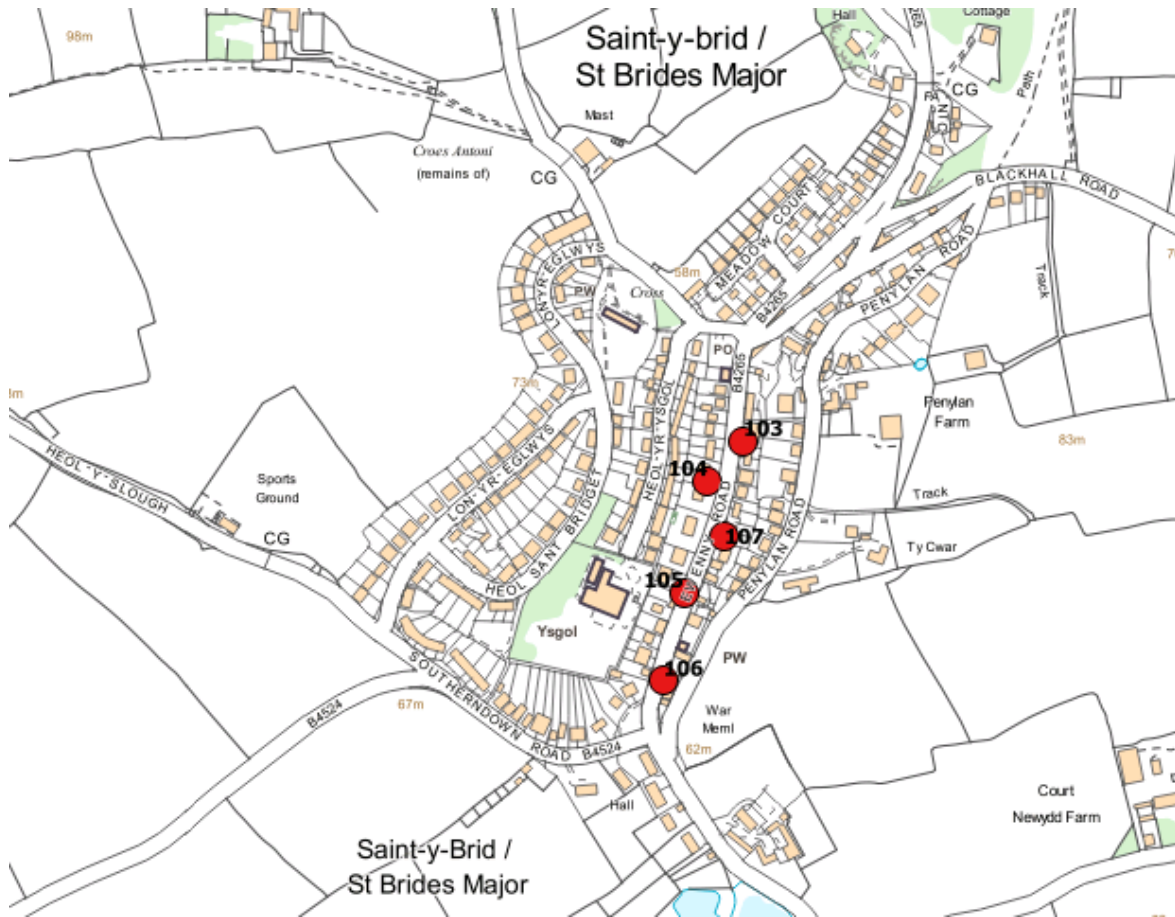 98m
Hall
Cottage
Saint-y-brid /
St Brides Major
CG
Path
Mast
Croes Antoni
(remains of)
CG
BLACKHALL ROAD
MEADOW COURT
LON-YR-EGLWYS
PENYLAN ROAD
58m
Track
PW
Cross
B4265
PO
B4265
73m
HEOL-YR-YSGOL
Penylan
Farm
83m
103
HEOL-Y-SLOUGH
Sports
Ground
LON-YR-EGLWYS
104
Track
HEOL SANT BRIDGET
CG
107
Ty Cwar
EWENNY ROAD
PENYLAN ROAD
105
Ysgol
PW
106
SOUTHERNDOWN ROAD B4524
B4524
67m
War
Meml
62m
Hall
Court
Newydd Farm
Saint-y-Brid /
St Brides Major